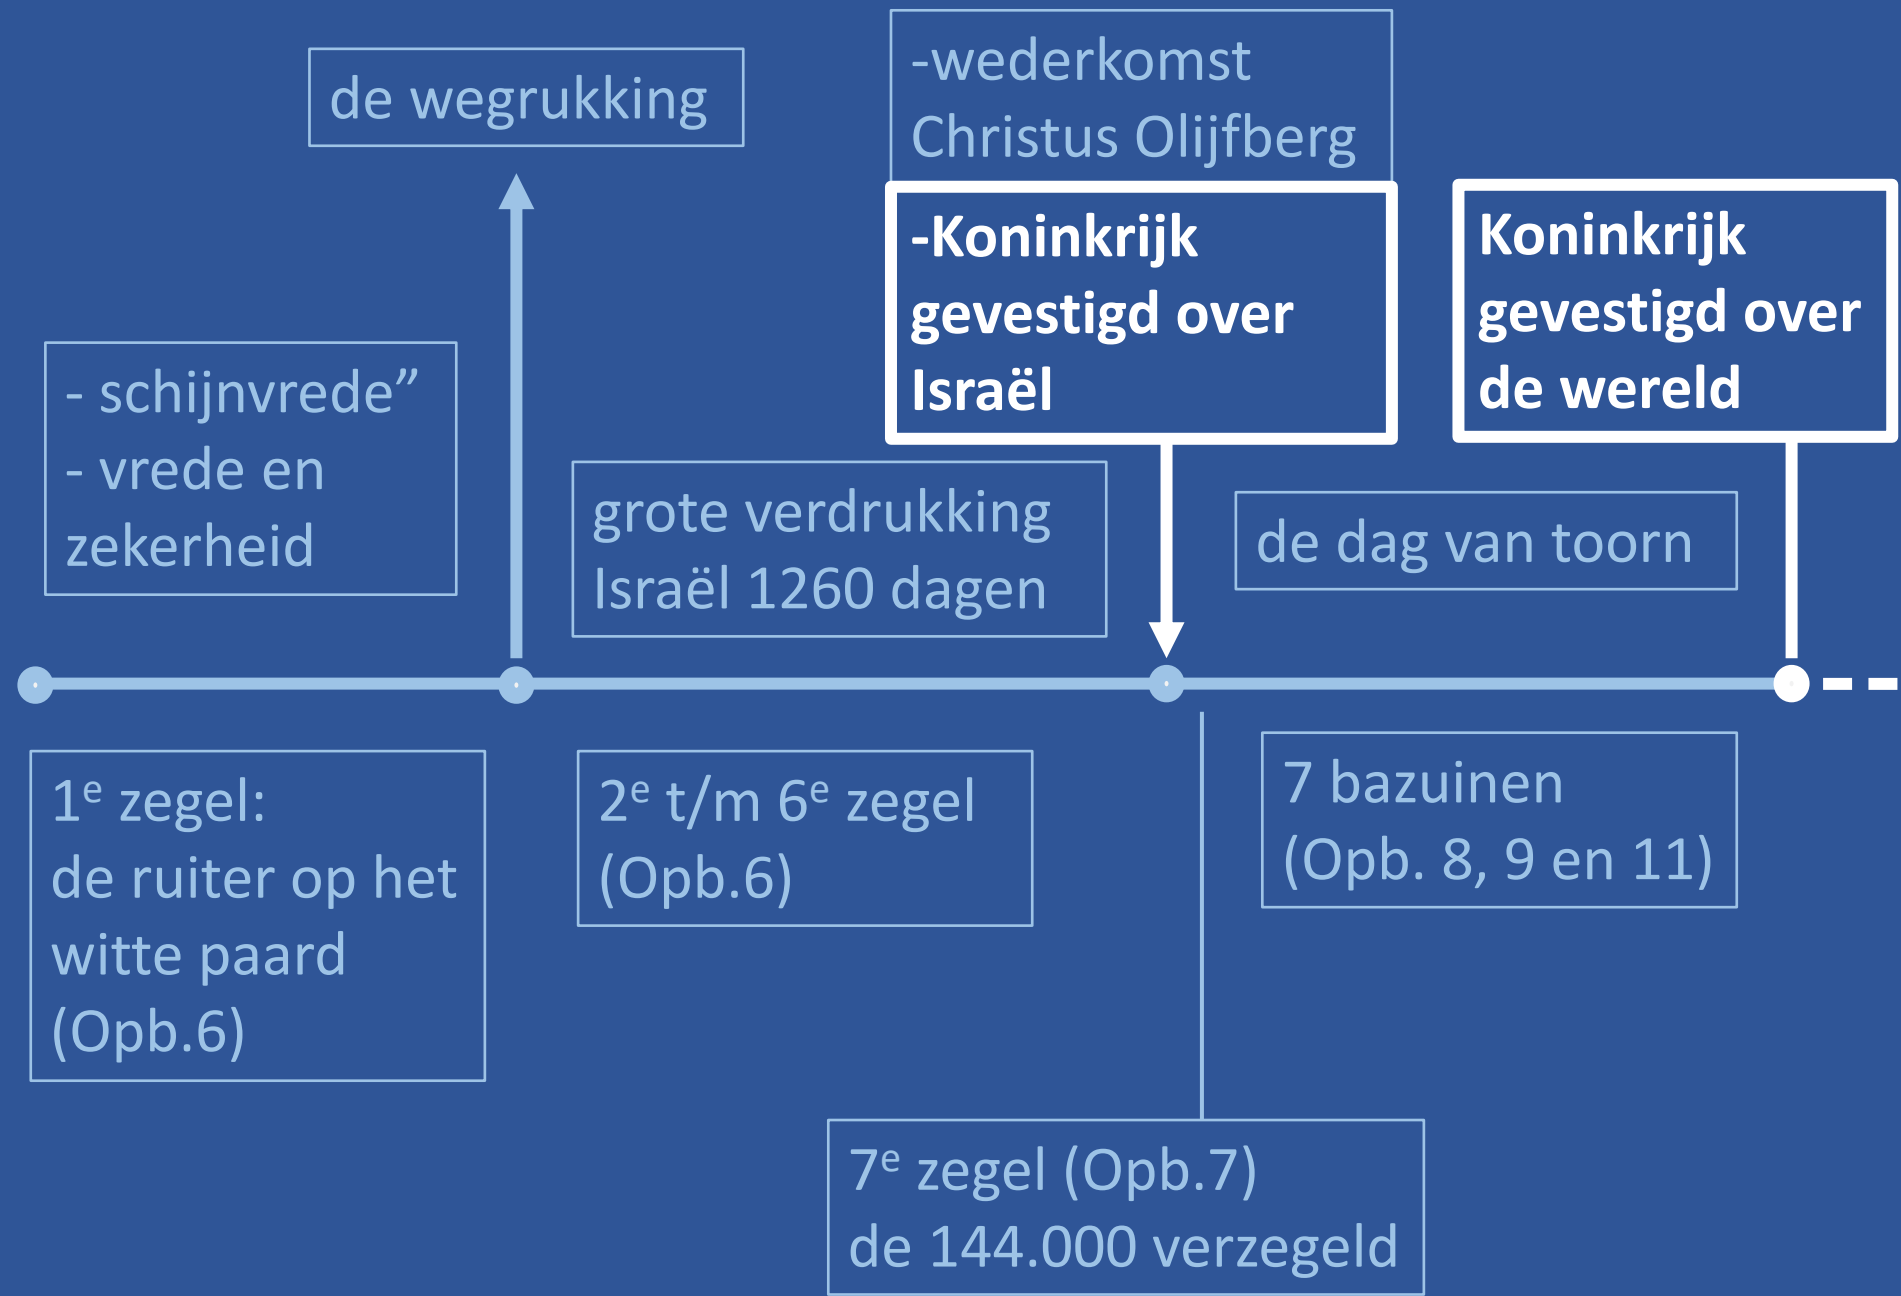 de wegrukking
-wederkomst
Christus Olijfberg
-Koninkrijk
gevestigd over
Israël
Koninkrijk
gevestigd over
de wereld
- schijnvrede”
- vrede en
zekerheid
grote verdrukking
Israël 1260 dagen
de dag van toorn
1e zegel:
de ruiter op het
witte paard
(Opb.6)
2e t/m 6e zegel
(Opb.6)
7 bazuinen
(Opb. 8, 9 en 11)
7e zegel (Opb.7)
de 144.000 verzegeld